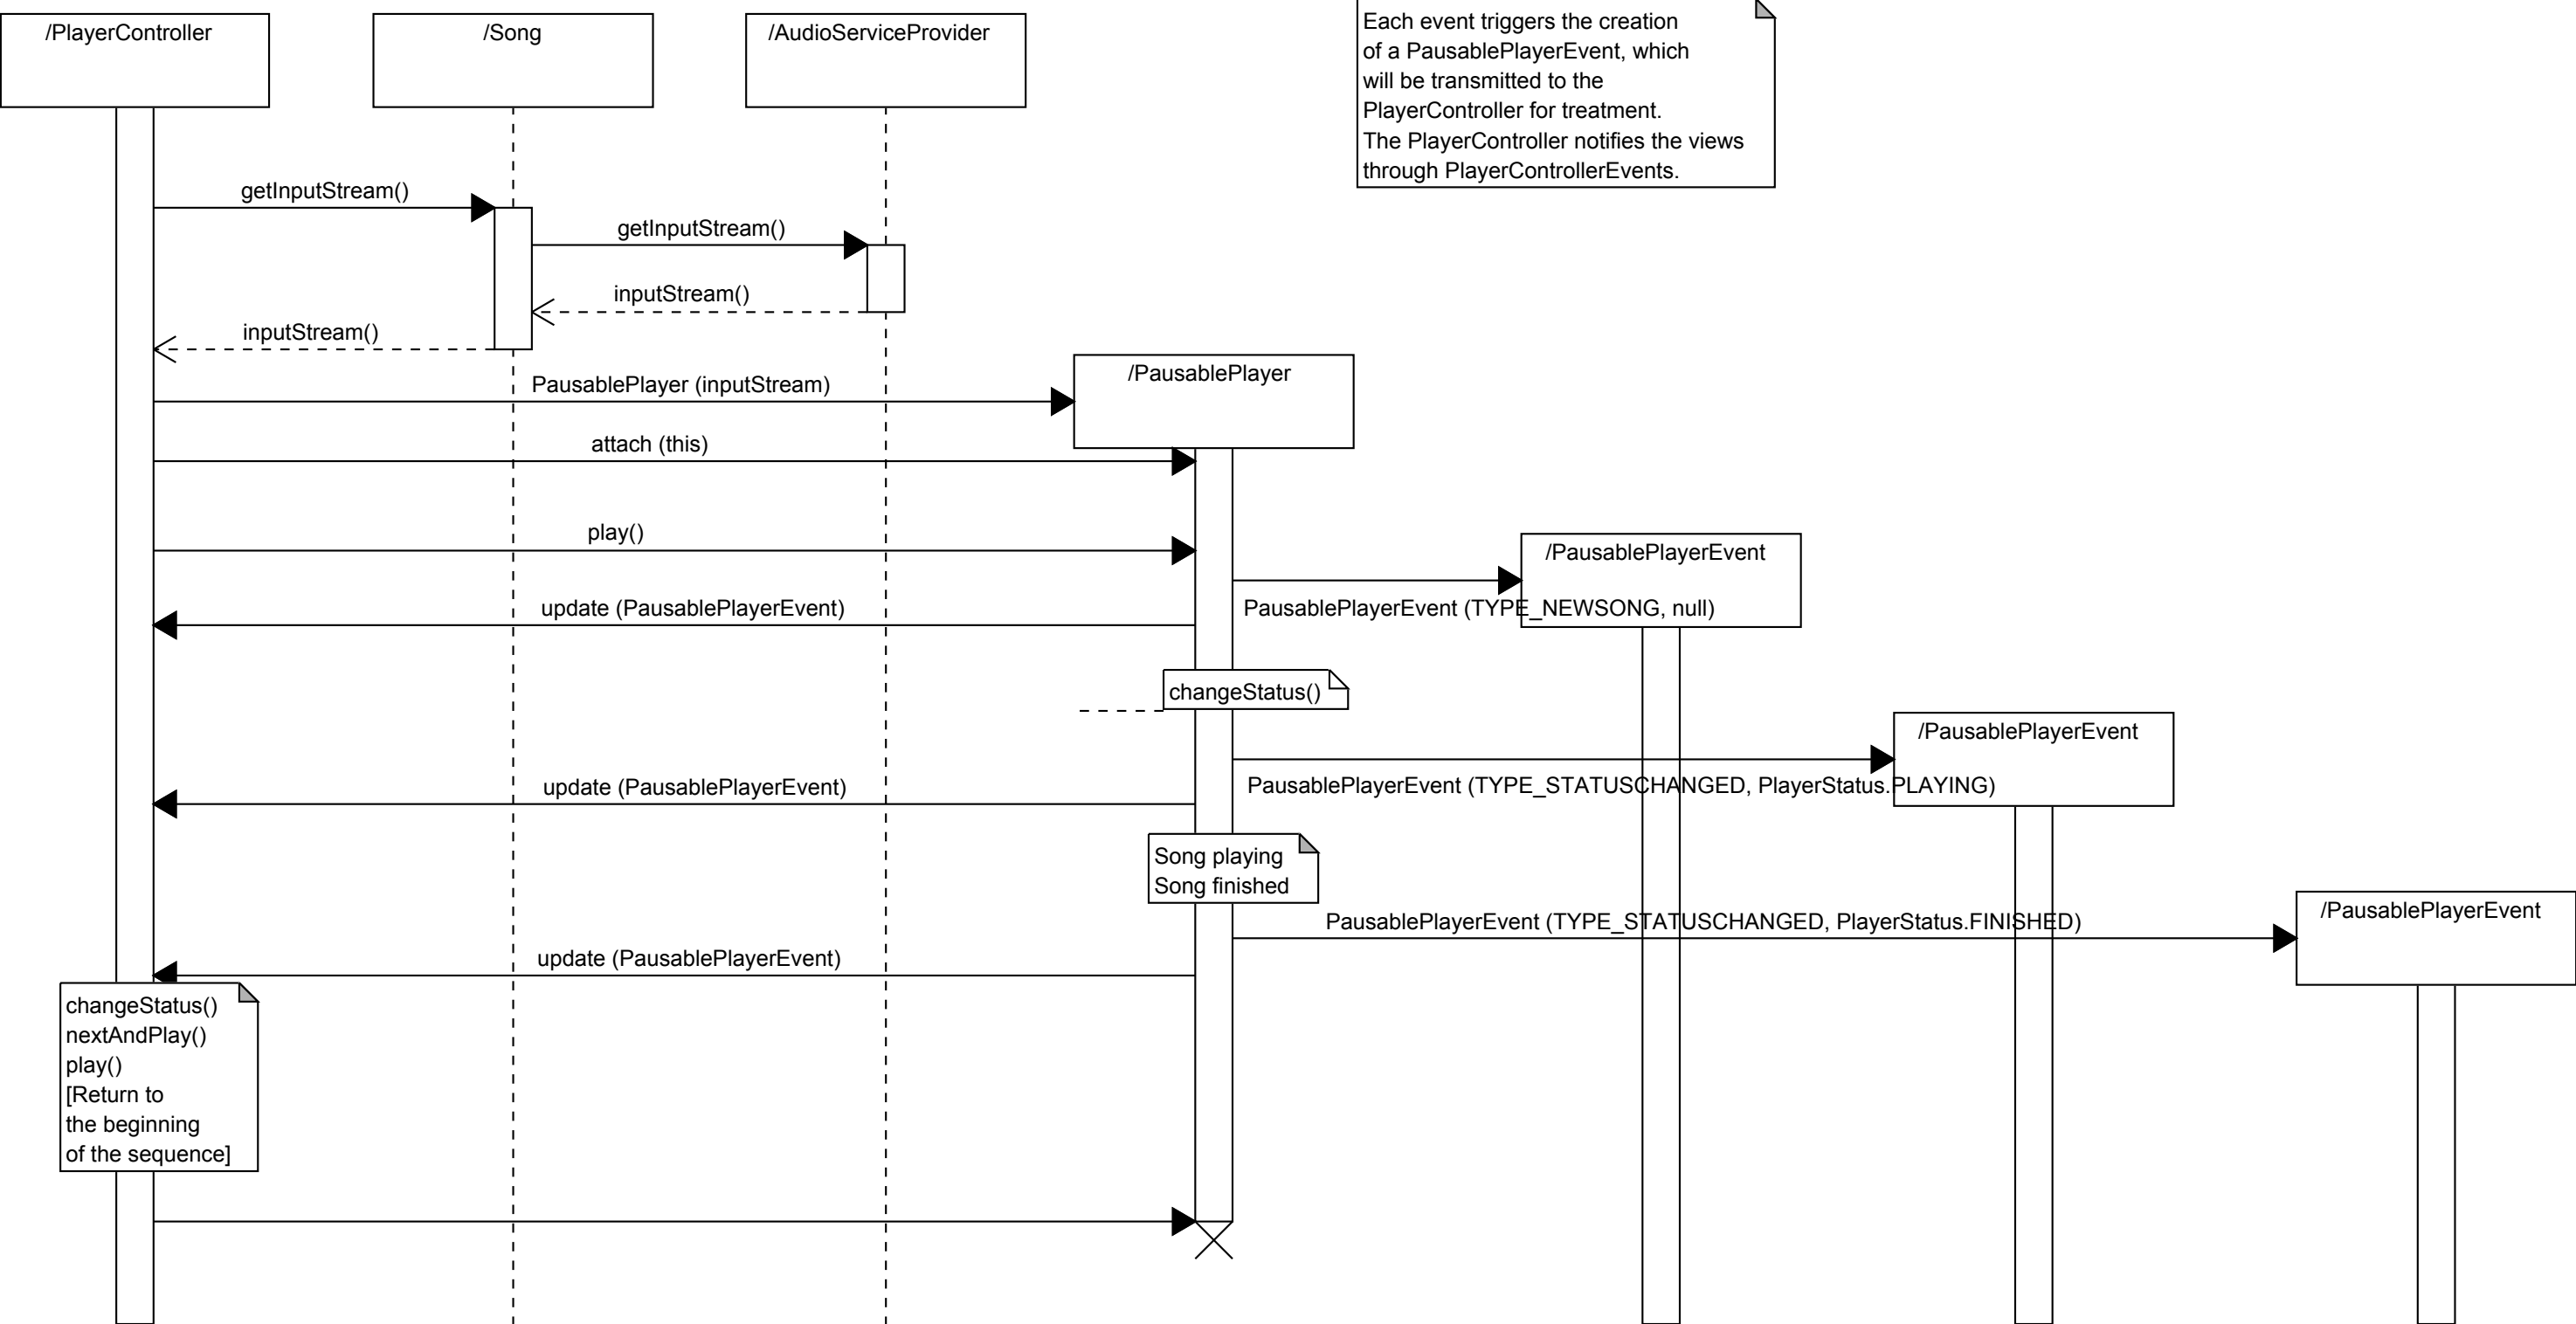 /PlayerController
/Song
/AudioServiceProvider
Each event triggers the creation
of a PausablePlayerEvent, which
will be transmitted to the
PlayerController for treatment.
The PlayerController notifies the views
through PlayerControllerEvents.
getInputStream()
getInputStream()
inputStream()
inputStream()
/PausablePlayer
PausablePlayer (inputStream)
attach (this)
play()
/PausablePlayerEvent
update (PausablePlayerEvent)
PausablePlayerEvent (TYPE_NEWSONG, null)
changeStatus()
/PausablePlayerEvent
update (PausablePlayerEvent)
PausablePlayerEvent (TYPE_STATUSCHANGED, PlayerStatus.PLAYING)
Song playing
Song finished
/PausablePlayerEvent
PausablePlayerEvent (TYPE_STATUSCHANGED, PlayerStatus.FINISHED)
update (PausablePlayerEvent)
changeStatus()
nextAndPlay()
play()
[Return to
the beginning
of the sequence]